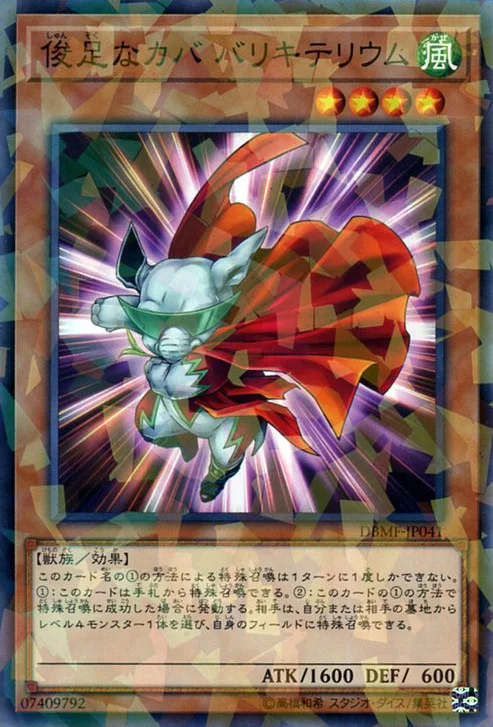 俊足なカバ バリキテリウム 風
DBMF-JP041
【獣族/効果】
このカード名の①の方法による特殊召喚は1ターンに1度しかできない。
①:このカードは手札から特殊召喚できる。②:このカードの①の方法で
特殊召喚に成功した場合に発動する。相手は、自分または相手の墓地から
レベル4モンスター1体を選び、自身のフィールドに特殊召喚できる。
ATK/1600 DEF/ 600
07409792 ©高橋和希 スタジオ・ダイス/集英社